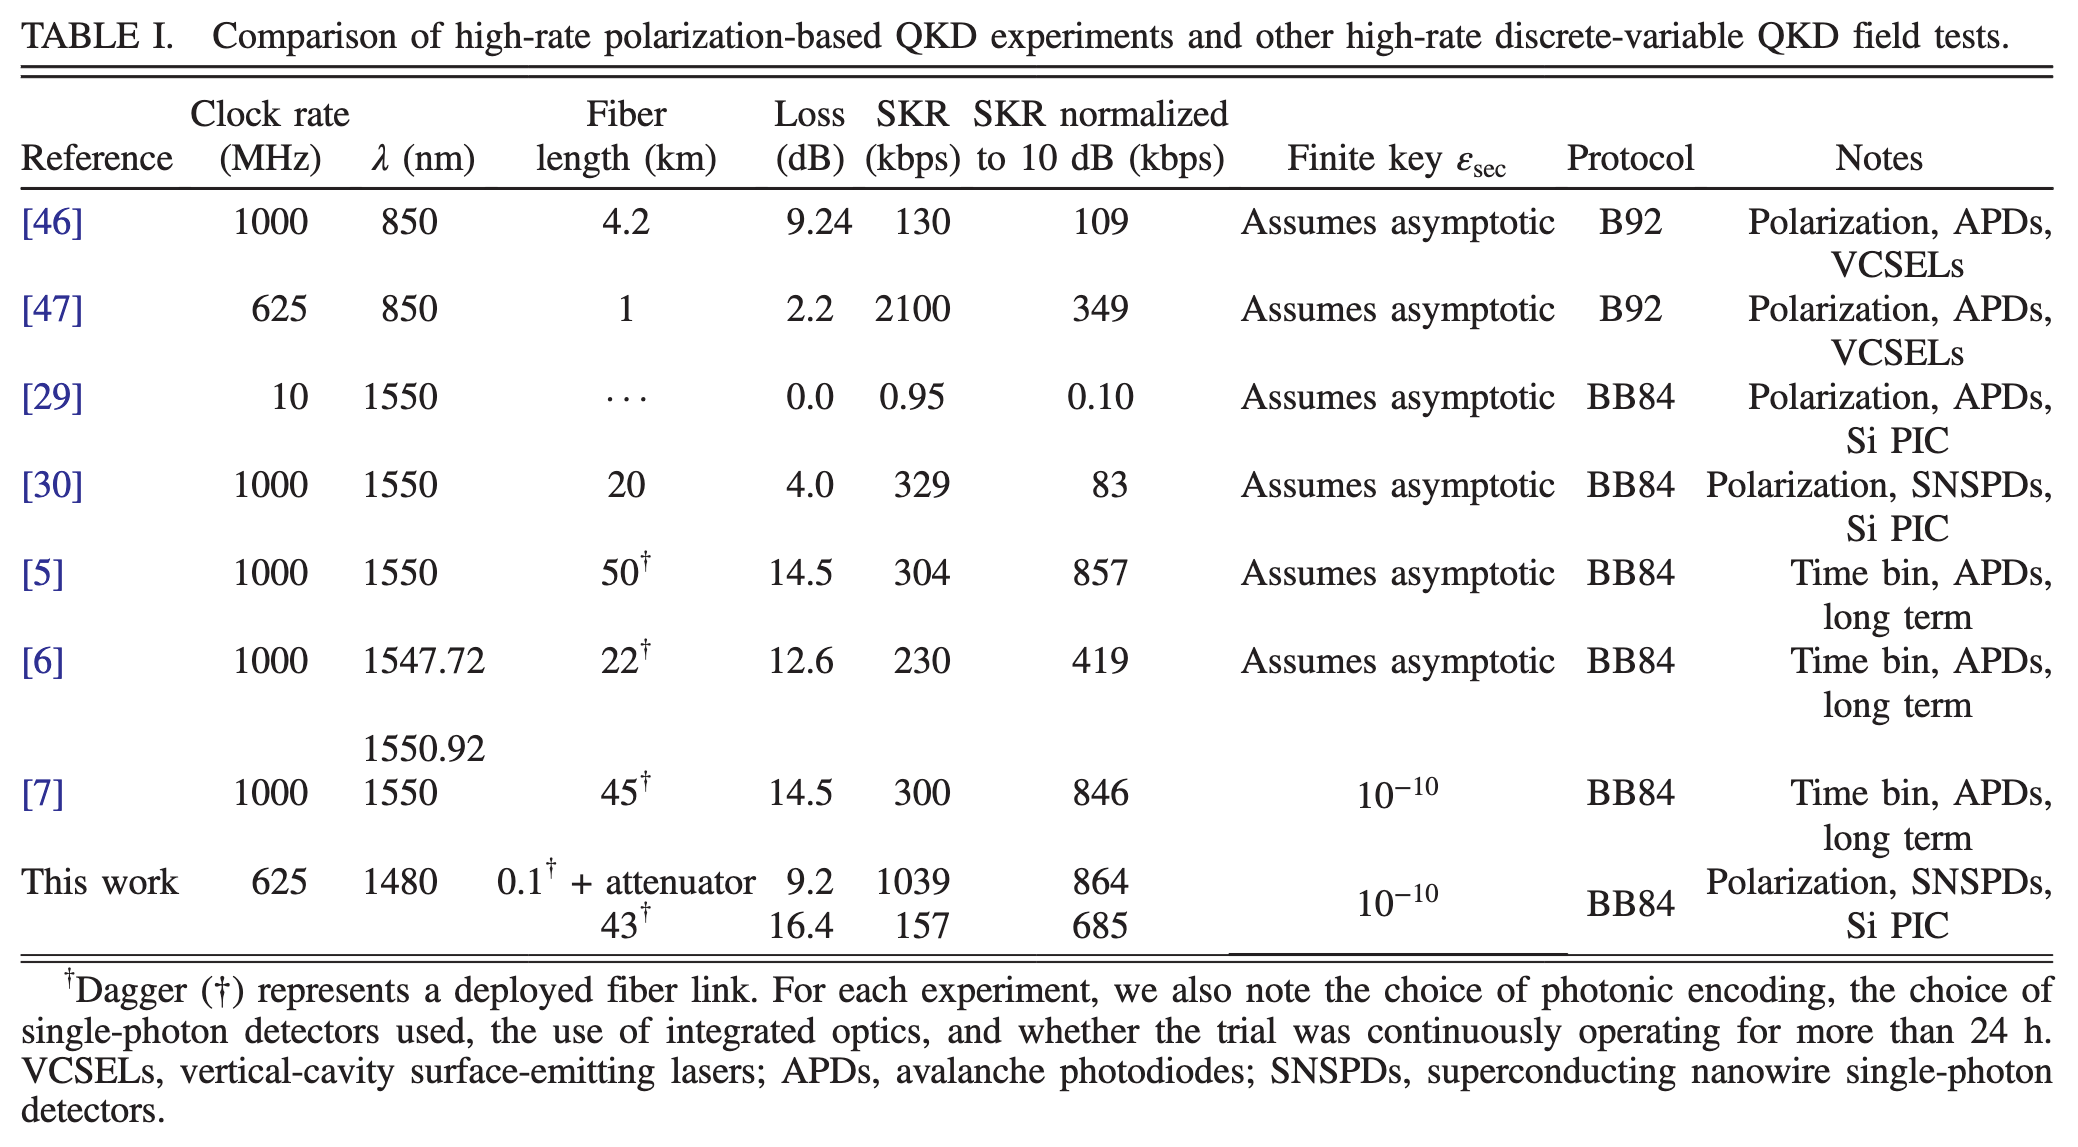 TABLE I. Comparison of high-rate polarization-based QKD experiments and other high-rate discrete-variable QKD field tests.
Clock rate Fiber Loss SKR SKR normalized
Reference (MHz) λ (nm) length (km) (dB) (kbps) to 10 dB (kbps) Finite key εsec Protocol Notes
[46] 1000 850 4.2 9.24 130 109 Assumes asymptotic B92 Polarization, APDs,
VCSELs
[47] 625 850 1 2.2 2100 349 Assumes asymptotic B92 Polarization, APDs,
VCSELs
[29] 10 1550 ··· 0.0 0.95 0.10 Assumes asymptotic BB84 Polarization, APDs,
Si PIC
[30] 1000 1550 20 4.0 329 83 Assumes asymptotic BB84 Polarization, SNSPDs,
Si PIC
[5] 1000 1550 50† 14.5 304 857 Assumes asymptotic BB84 Time bin, APDs,
long term
[6] 1000 1547.72 22† 12.6 230 419 Assumes asymptotic BB84 Time bin, APDs,
long term
1550.92
[7] 1000 1550 45† 14.5 300 846 10⁻¹⁰ BB84 Time bin, APDs,
long term
This work 625 1480 0.1† + attenuator 9.2 1039 864 10⁻¹⁰ BB84 Polarization, SNSPDs,
43† 16.4 157 685 Si PIC
†Dagger (†) represents a deployed fiber link. For each experiment, we also note the choice of photonic encoding, the choice of
single-photon detectors used, the use of integrated optics, and whether the trial was continuously operating for more than 24 h.
VCSELs, vertical-cavity surface-emitting lasers; APDs, avalanche photodiodes; SNSPDs, superconducting nanowire single-photon
detectors.